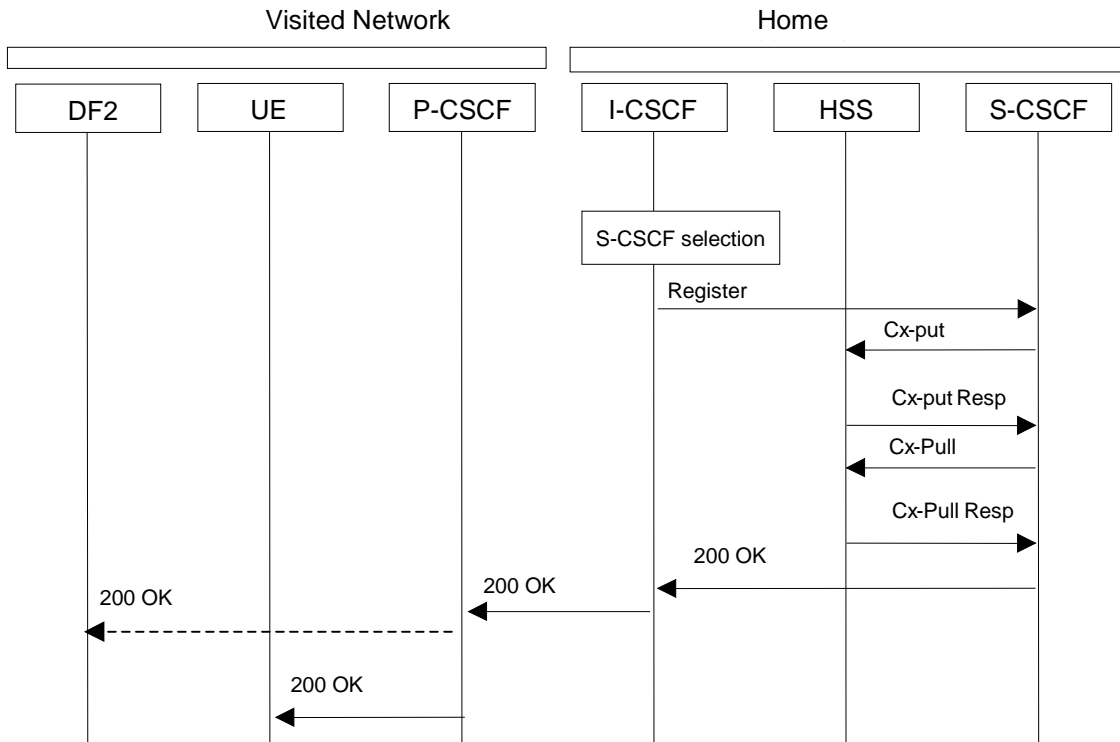 Visited Network
Home
DF2
UE
P-CSCF
I-CSCF
HSS
S-CSCF
S-CSCF selection
Register
Cx-put
Cx-put Resp
Cx-Pull
Cx-Pull Resp
200 OK
200 OK
200 OK
200 OK